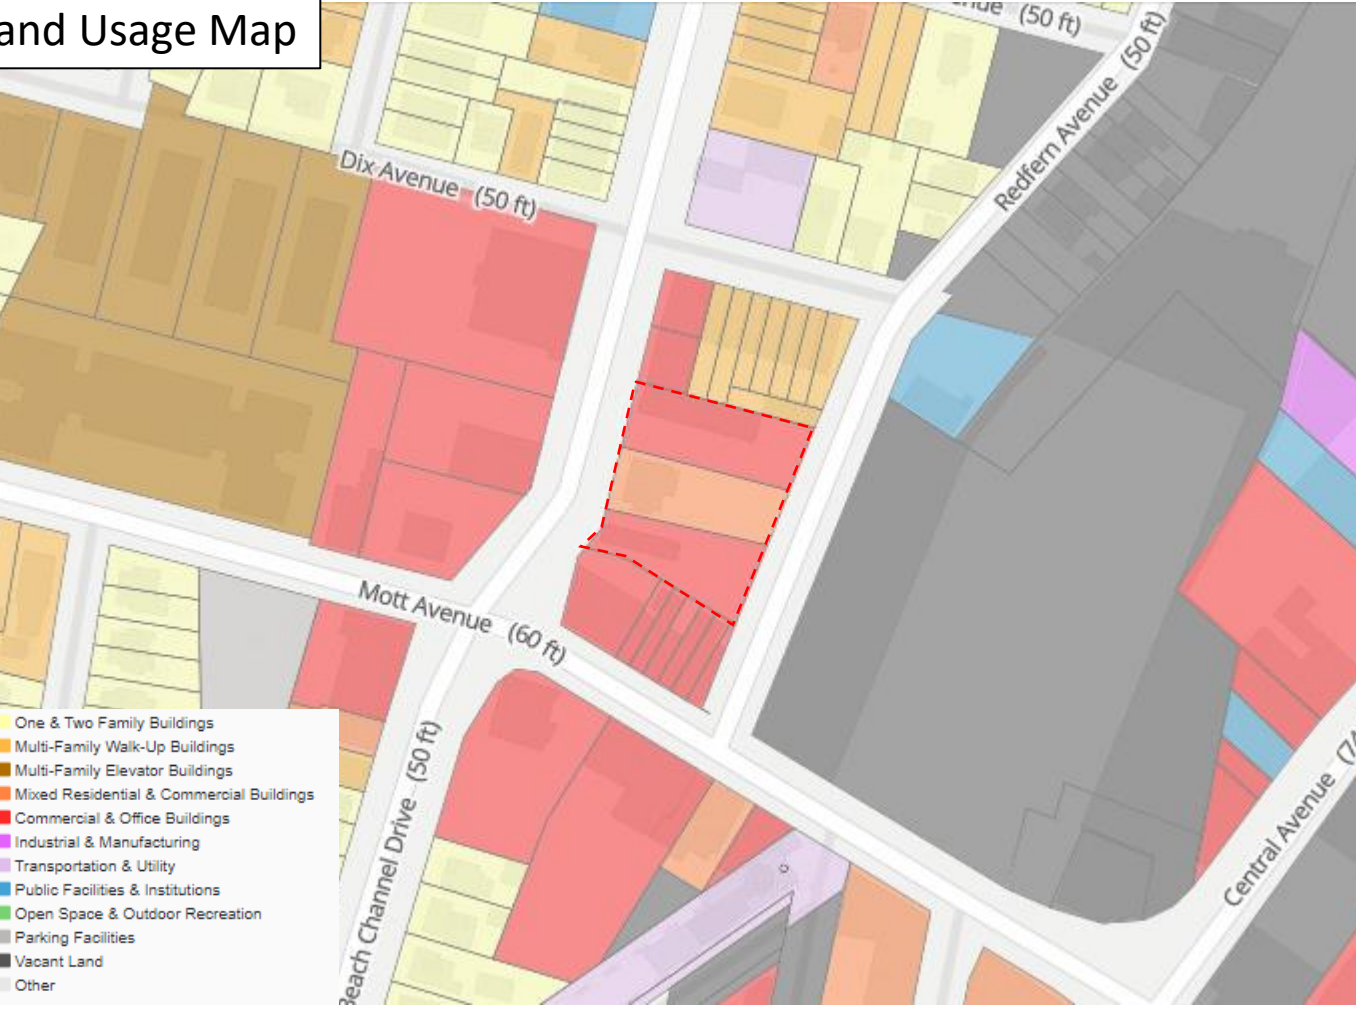 and Usage Map
nue (50 ft)
Redfern Avenue (50 ft)
Dix Avenue (50 ft)
Mott Avenue (60 ft)
Beach Channel Drive (50 ft)
Central Avenue (7
One & Two Family Buildings
Multi-Family Walk-Up Buildings
Multi-Family Elevator Buildings
Mixed Residential & Commercial Buildings
Commercial & Office Buildings
Industrial & Manufacturing
Transportation & Utility
Public Facilities & Institutions
Open Space & Outdoor Recreation
Parking Facilities
Vacant Land
Other